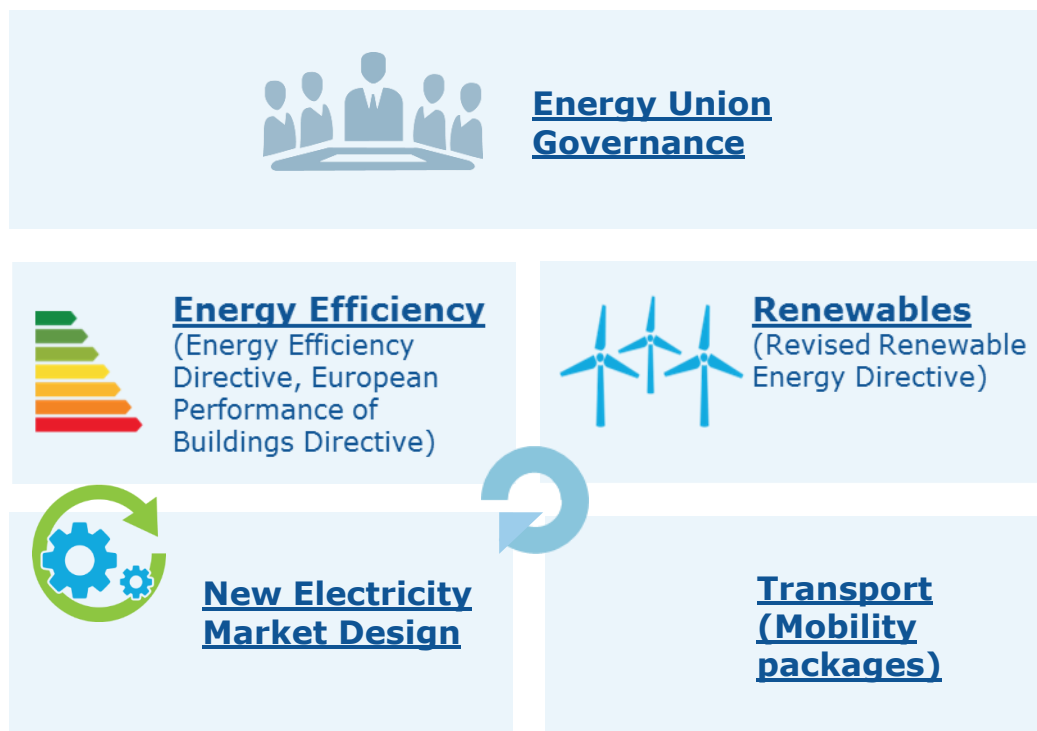 Energy Union
Governance
Energy Efficiency
(Energy Efficiency
Directive, European
Performance of
Buildings Directive)
Renewables
(Revised Renewable
Energy Directive)
New Electricity
Market Design
Transport
(Mobility
packages)